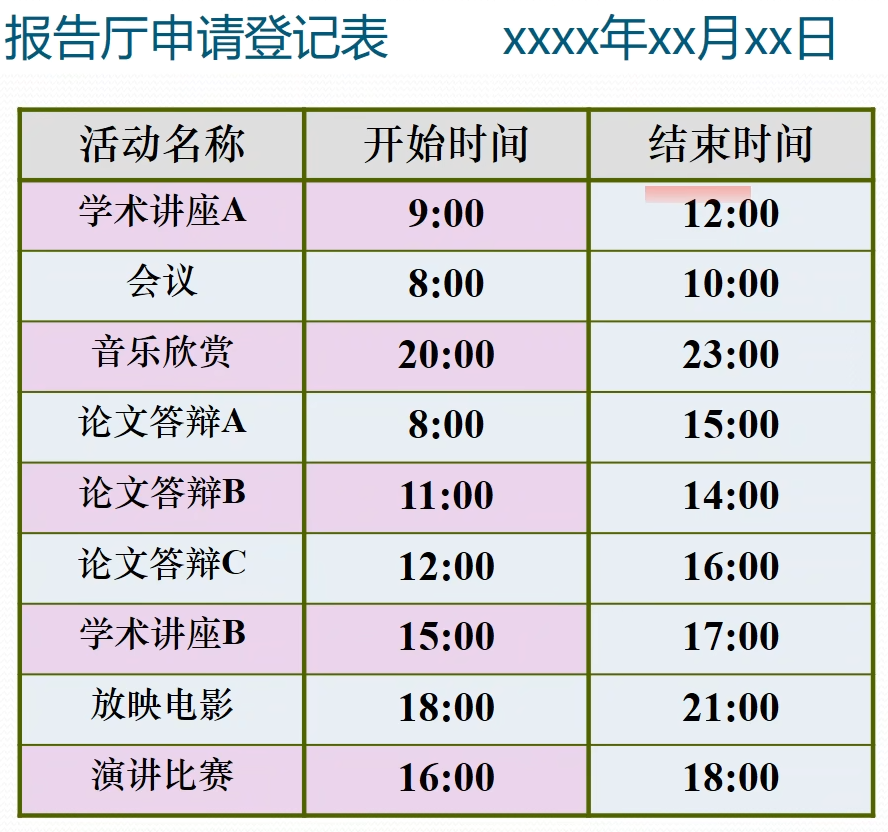 报告厅申请登记表 xxxx年xx月xx日
活动名称 开始时间 结束时间
学术讲座A 9:00 12:00
会议 8:00 10:00
音乐欣赏 20:00 23:00
论文答辩A 8:00 15:00
论文答辩B 11:00 14:00
论文答辩C 12:00 16:00
学术讲座B 15:00 17:00
放映电影 18:00 21:00
演讲比赛 16:00 18:00